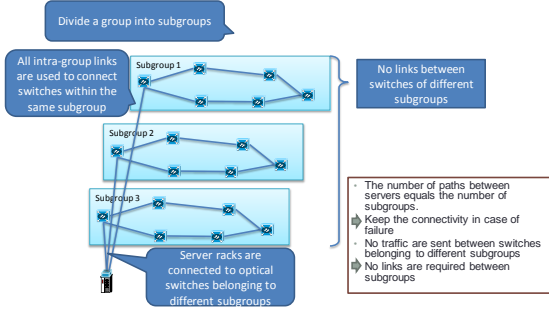 Divide a group into subgroups
All intra-group links
are used to connect
switches within the
same subgroup
Subgroup 1
No links between
switches of different
subgroups
Subgroup 2
Subgroup 3
• The number of paths between
servers equals the number of
subgroups.
Keep the connectivity in case of
failure
• No traffic are sent between switches
belonging to different subgroups
No links are required between
subgroups
Server racks are
connected to optical
switches belonging to
different subgroups